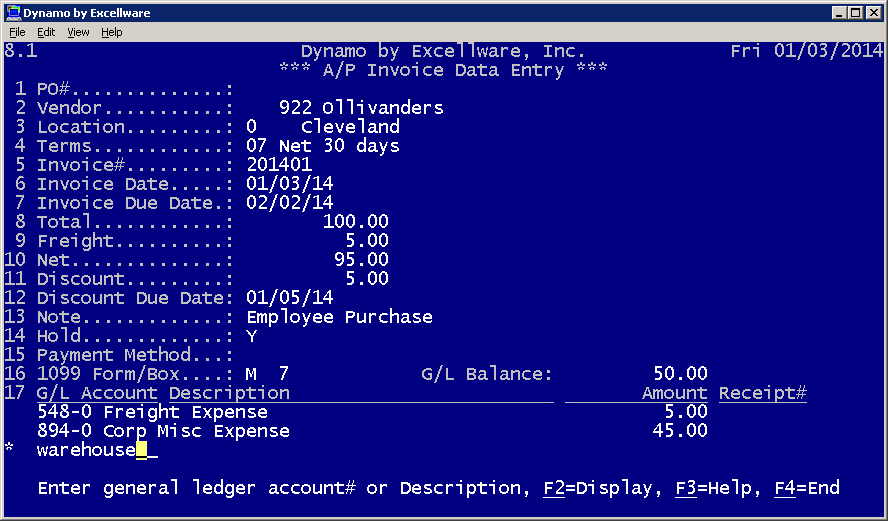 Dynamo by Excellware
File Edit View Help
8.1 Dynamo by Excellware, Inc. Fri 01/03/2014
*** A/P Invoice Data Entry ***
1 PO#..............:
2 Vendor...........: 922 Ollivanders
3 Location.........: 0 Cleveland
4 Terms............: 07 Net 30 days
5 Invoice#.........: 201401
6 Invoice Date.....: 01/03/14
7 Invoice Due Date.: 02/02/14
8 Total............: 100.00
9 Freight..........: 5.00
10 Net..............: 95.00
11 Discount.........: 5.00
12 Discount Due Date: 01/05/14
13 Note.............: Employee Purchase
14 Hold.............: Y
15 Payment Method...:
16 1099 Form/Box....: M 7 G/L Balance: 50.00
17 G/L Account Description Amount Receipt#
548-0 Freight Expense 5.00
894-0 Corp Misc Expense 45.00
* warehouse
Enter general ledger account# or Description, F2=Display, F3=Help, F4=End